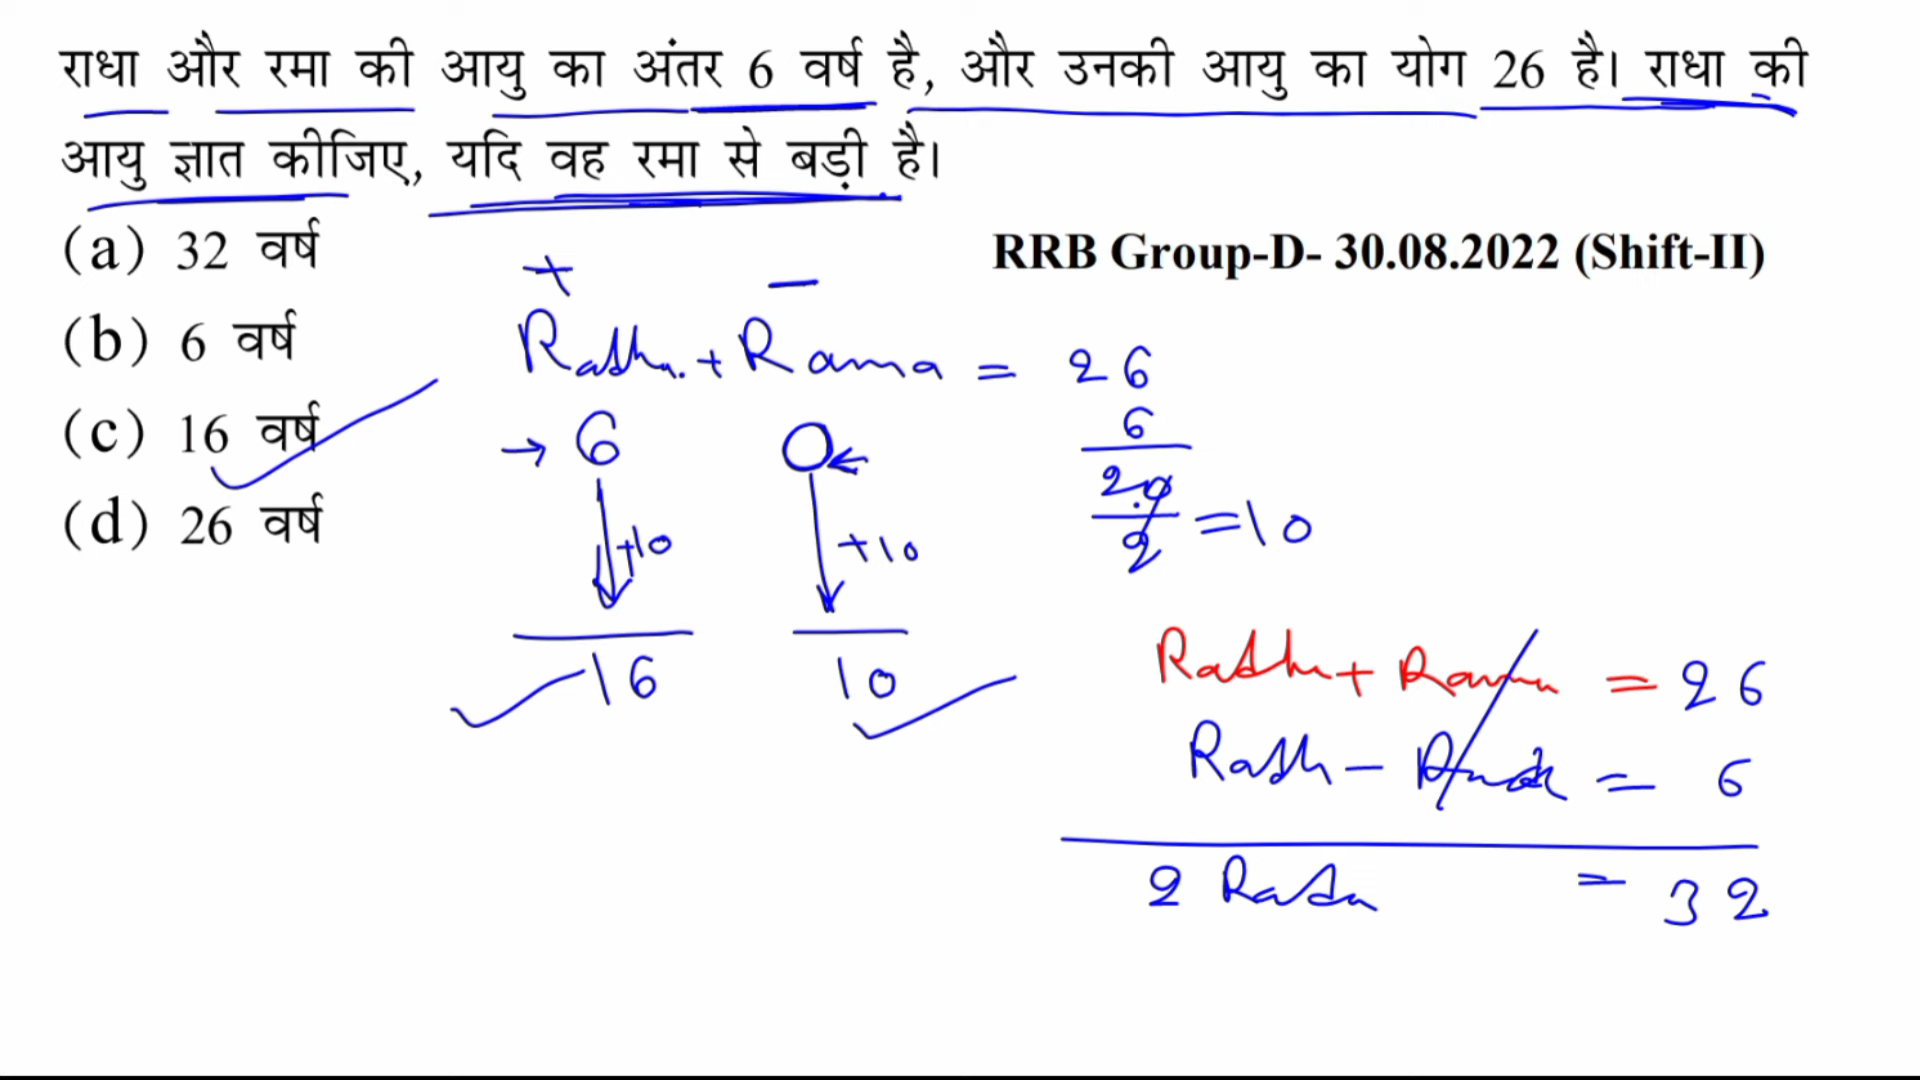 राधा और रमा की आयु का अंतर 6 वर्ष है, और उनकी आयु का योग 26 है। राधा की
आयु ज्ञात कीजिए, यदि वह रमा से बड़ी है।
(a) 32 वर्ष
RRB Group-D- 30.08.2022 (Shift-II)
(b) 6 वर्ष
(c) 16 वर्ष
(d) 26 वर्ष
+ −
Radha + Rama = 26
→ 6 0 ←
6
20/2 = 10
+10 +10
16 10
Radha + Rama = 26
Radh − = 6
2 Radha = 32